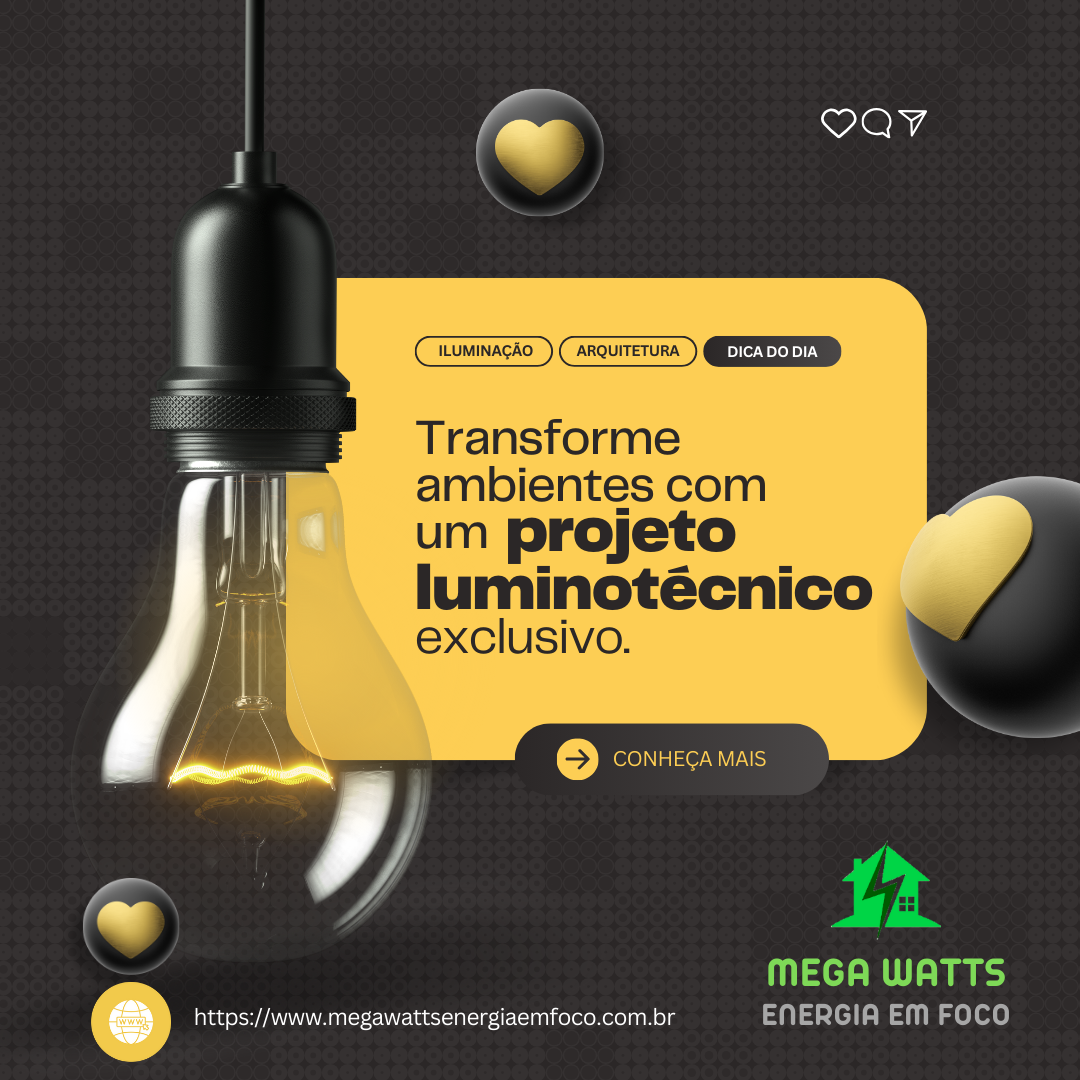 ILUMINAÇÃO ARQUITETURA DICA DO DIA
Transforme
ambientes com
um projeto
luminotécnico
exclusivo.
CONHEÇA MAIS
MEGA WATTS
ENERGIA EM FOCO
www
https://www.megawattsenergiaemfoco.com.br